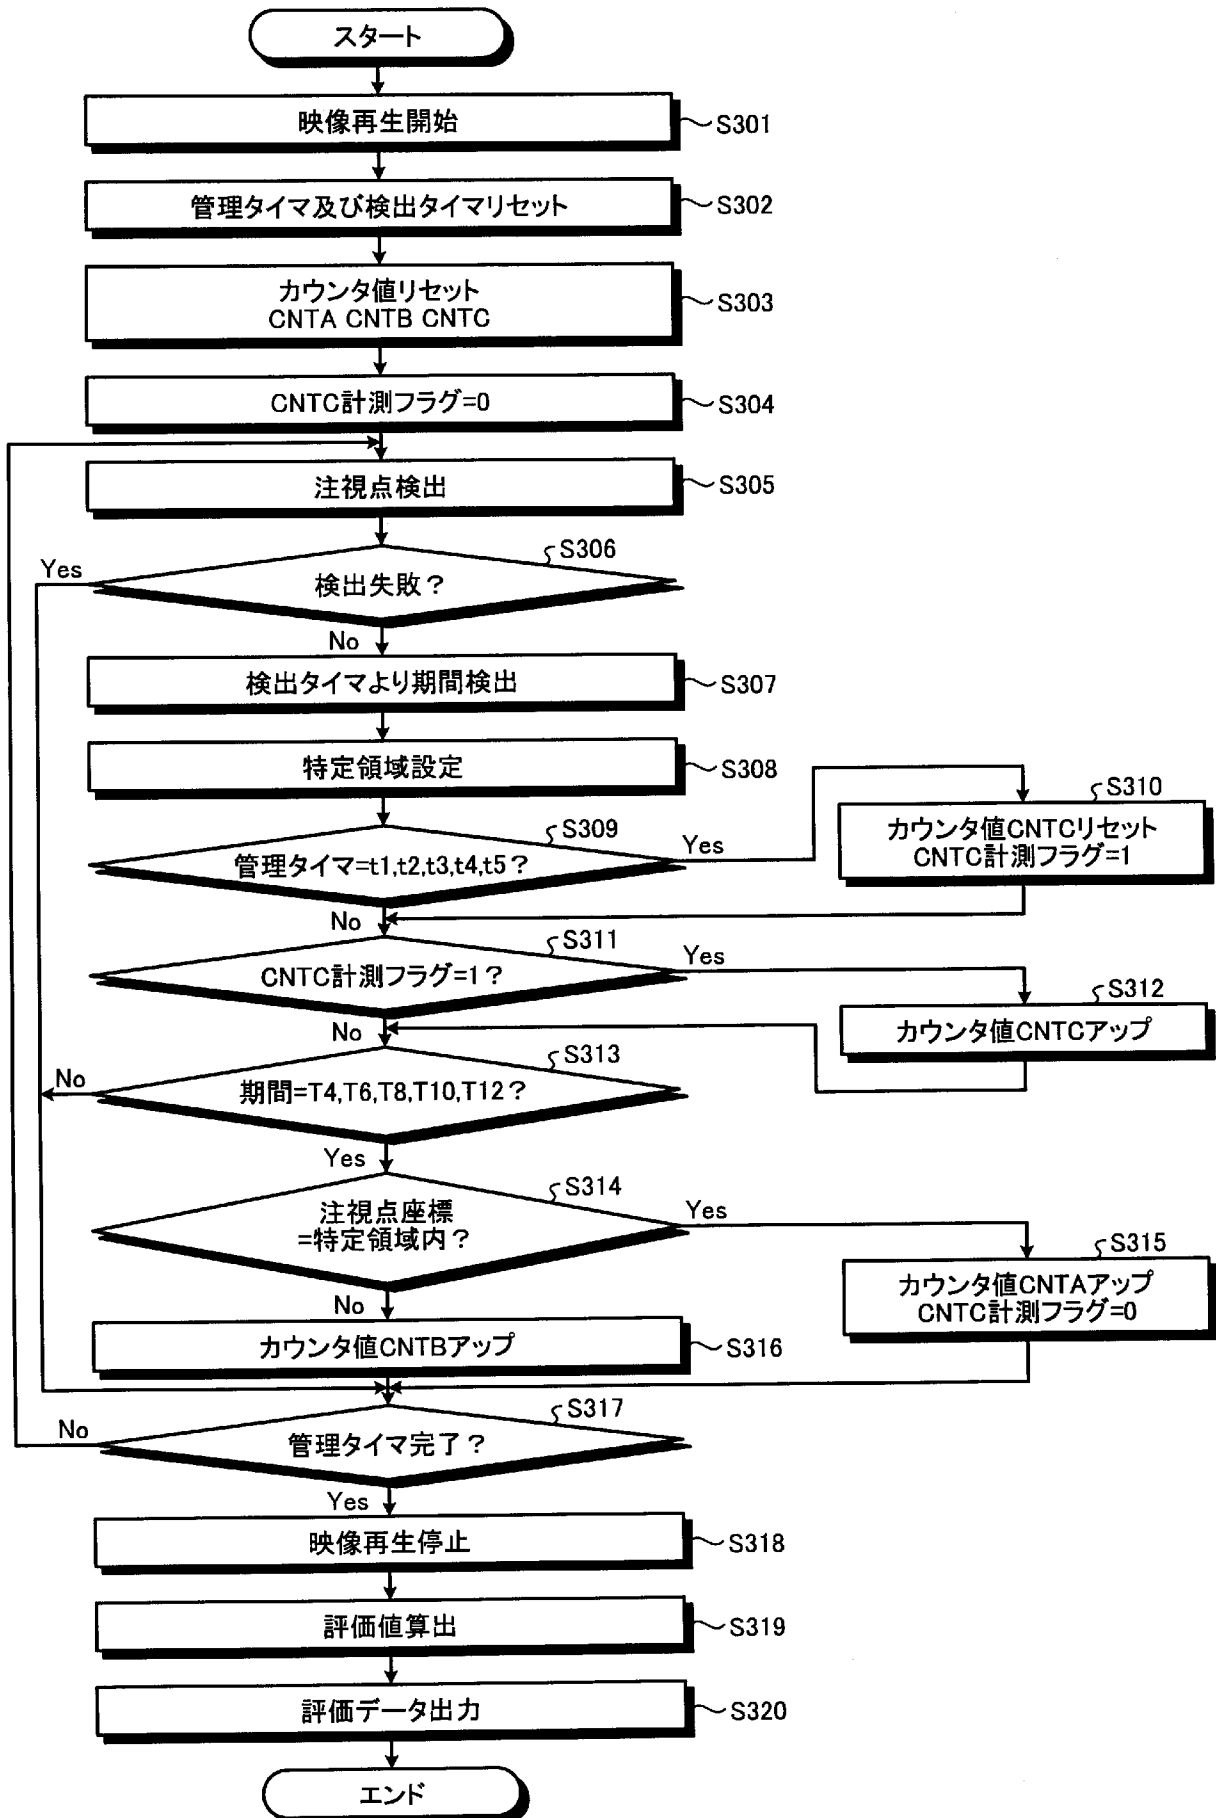 スタート
映像再生開始
S301
管理タイマ及び検出タイマリセット
S302
カウンタ値リセット
CNTA CNTB CNTC
S303
CNTC計測フラグ=0
S304
注視点検出
S305
S306
Yes
検出失敗？
No
検出タイマより期間検出
S307
特定領域設定
S308
S309
管理タイマ=t1,t2,t3,t4,t5？
Yes
S310
カウンタ値CNTCリセット
CNTC計測フラグ=1
No
S311
CNTC計測フラグ=1？
Yes
S312
カウンタ値CNTCアップ
No
S313
No
期間=T4,T6,T8,T10,T12？
Yes
S314
注視点座標
=特定領域内？
Yes
S315
カウンタ値CNTAアップ
CNTC計測フラグ=0
No
カウンタ値CNTBアップ
S316
S317
No
管理タイマ完了？
Yes
映像再生停止
S318
評価値算出
S319
評価データ出力
S320
エンド